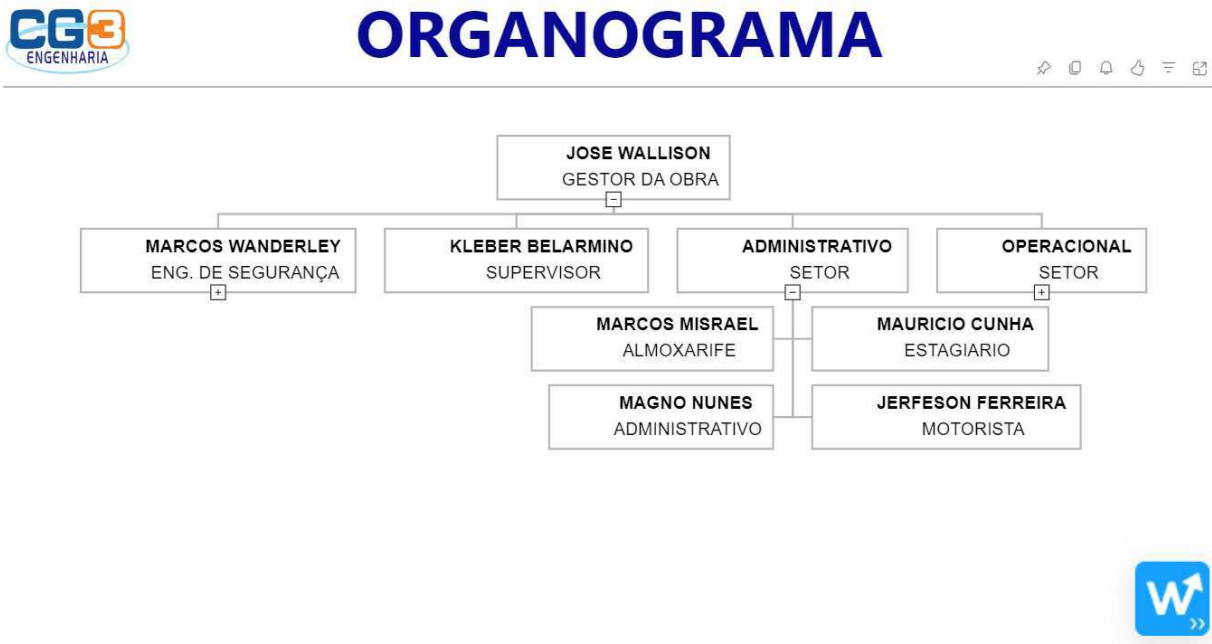 CG3
ENGENHARIA
ORGANOGRAMA
JOSE WALLISON
GESTOR DA OBRA
MARCOS WANDERLEY
ENG. DE SEGURANÇA
KLEBER BELARMINO
SUPERVISOR
ADMINISTRATIVO
SETOR
OPERACIONAL
SETOR
MARCOS MISRAEL
ALMOXARIFE
MAURICIO CUNHA
ESTAGIARIO
MAGNO NUNES
ADMINISTRATIVO
JERFESON FERREIRA
MOTORISTA
W